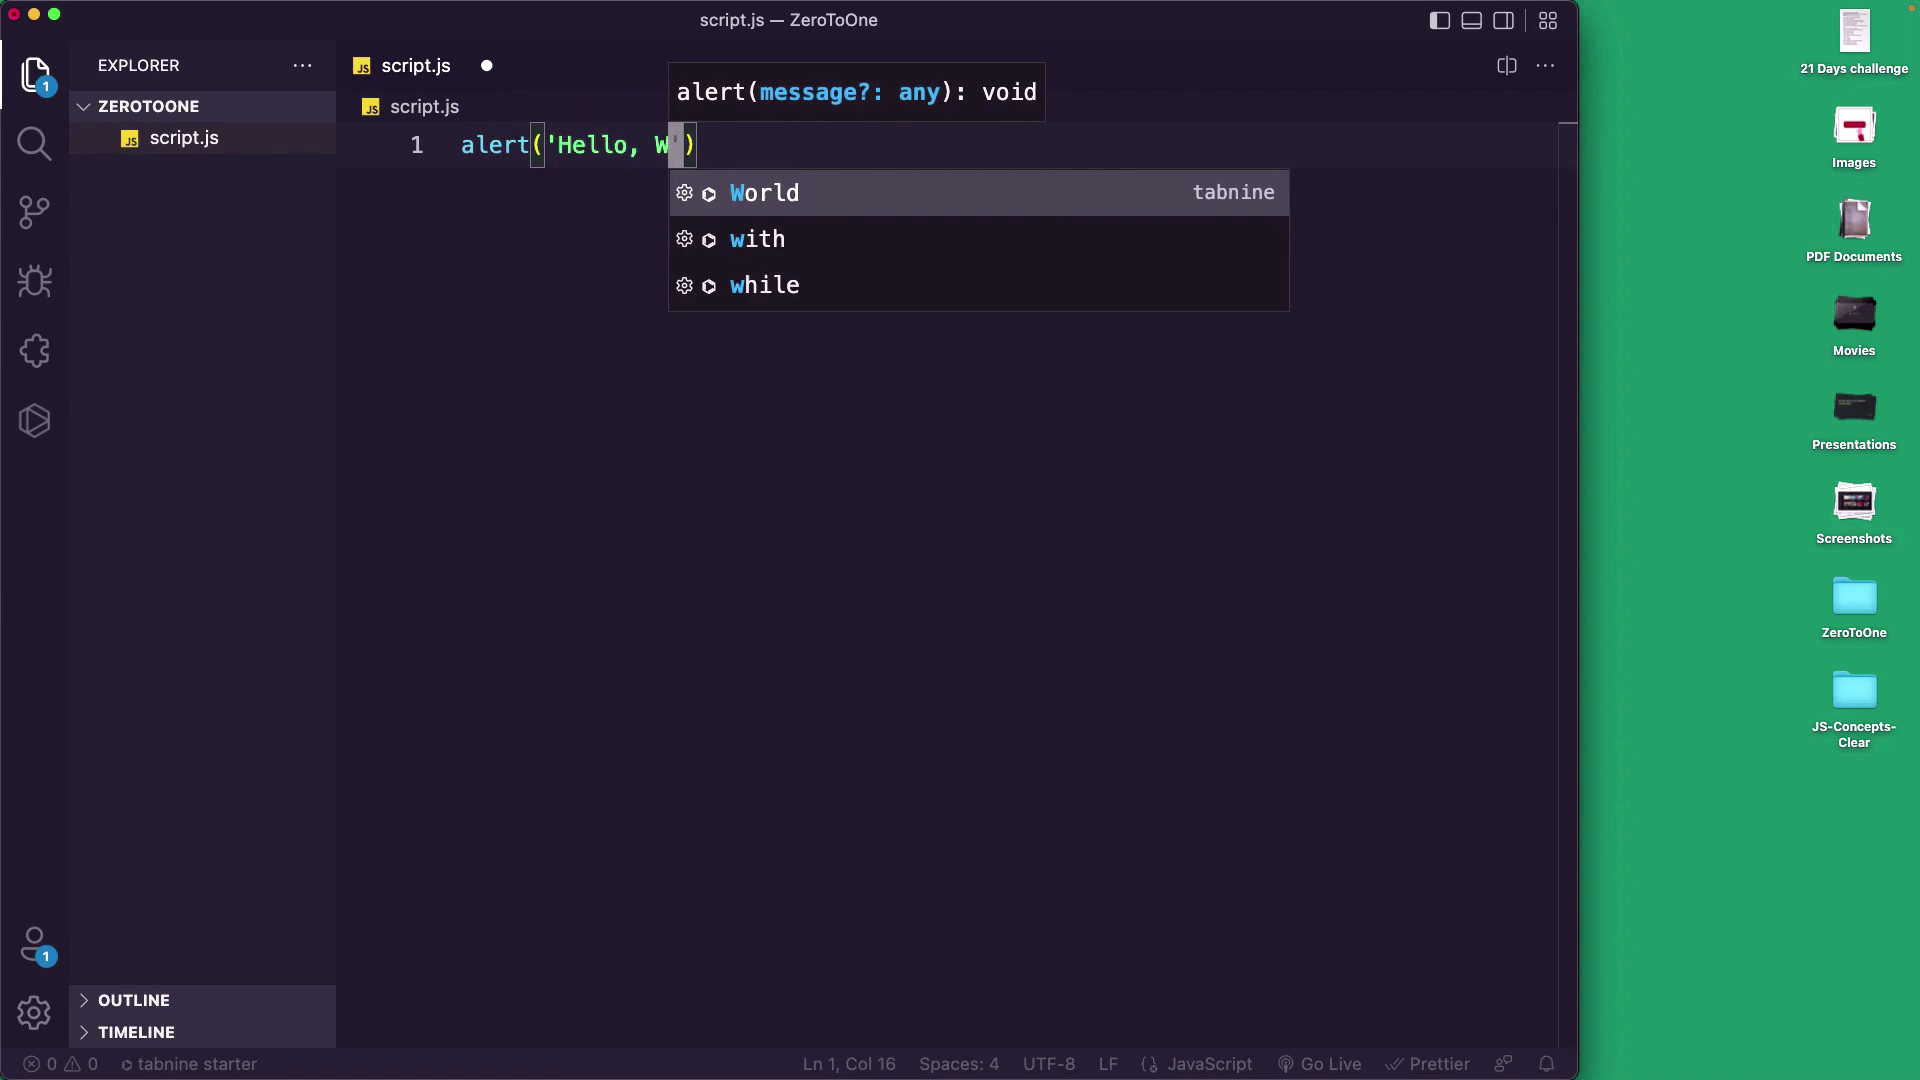 script.js — ZeroToOne
EXPLORER
script.js
alert(message?: any): void
ZEROTOONE
script.js
script.js
1 alert('Hello, W')
World tabnine
with
while
OUTLINE
TIMELINE
0 0 tabnine starter Ln 1, Col 16 Spaces: 4 UTF-8 LF {} JavaScript Go Live Prettier
1
1
21 Days challenge
Images
PDF Documents
Movies
Presentations
Screenshots
ZeroToOne
JS-Concepts-
Clear